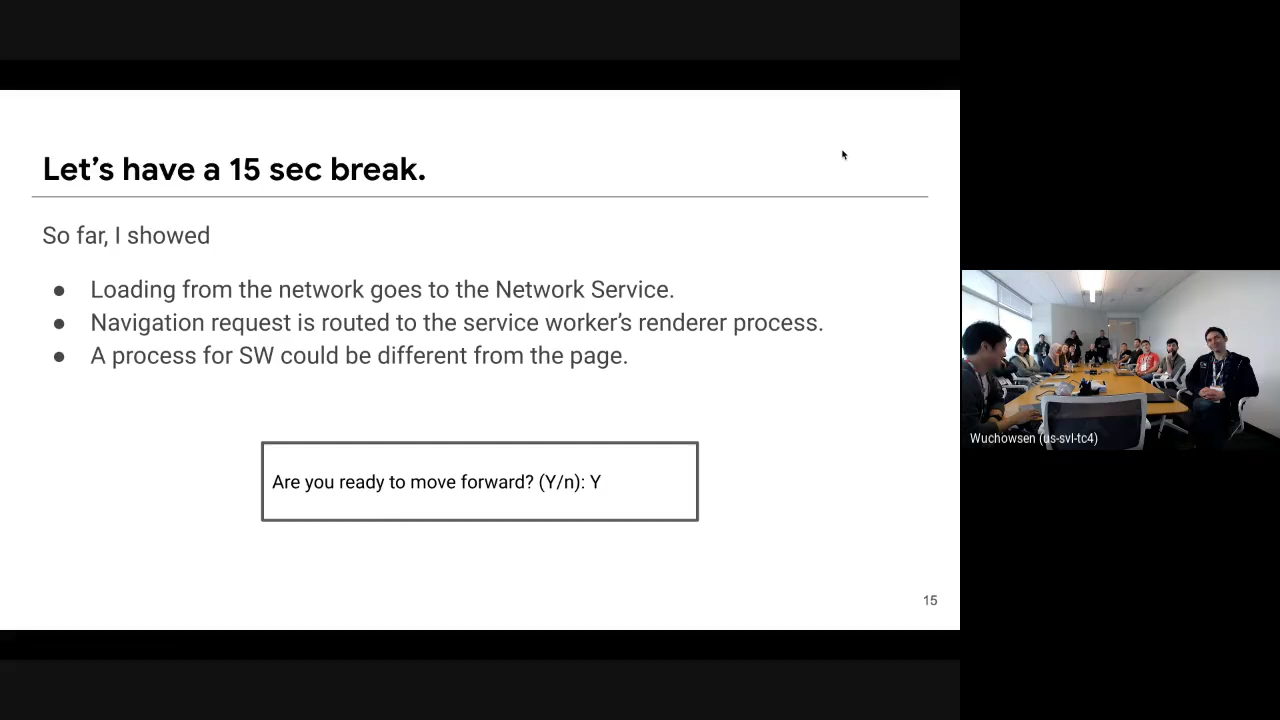 Let’s have a 15 sec break.
So far, I showed
● Loading from the network goes to the Network Service.
● Navigation request is routed to the service worker’s renderer process.
● A process for SW could be different from the page.
Are you ready to move forward? (Y/n): Y
15
Wuchowsen (us-svl-tc4)